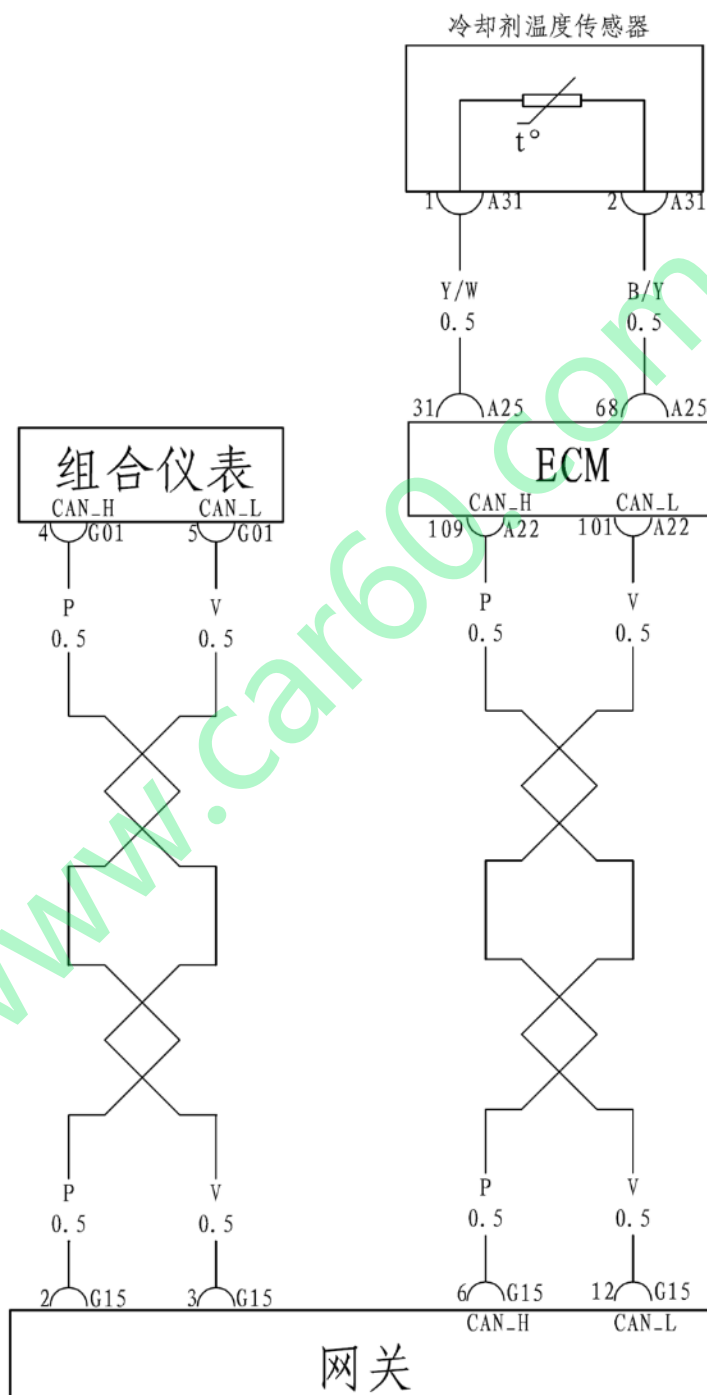 冷却剂温度传感器
t°
1 A31 2 A31
Y/W B/Y
0.5 0.5
31 A25 68 A25
组合仪表
ECM
CAN_H CAN_L
4 G01 5 G01
CAN_H CAN_L
109 A22 101 A22
P V
0.5 0.5
P V
0.5 0.5
www.car60.com
P V
0.5 0.5
P V
0.5 0.5
2 G15 3 G15
6 G15 12 G15
CAN_H CAN_L
网关